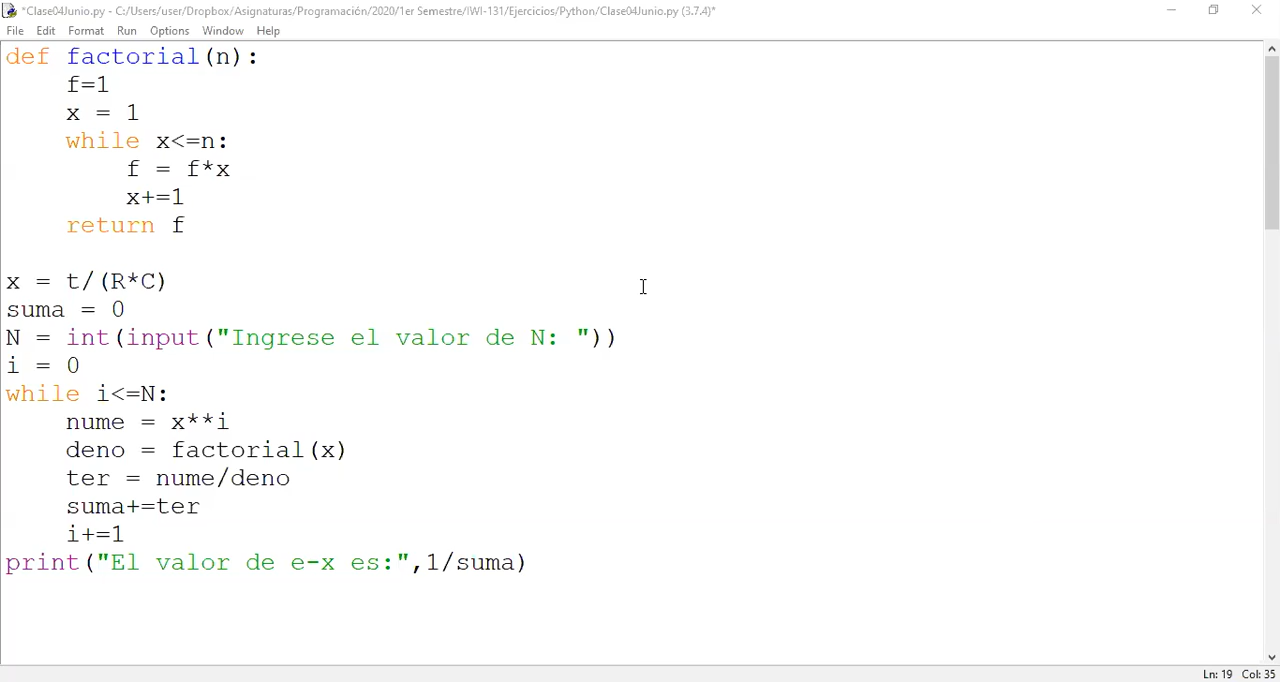 *Clase04Junio.py - C:/Users/user/Dropbox/Asignaturas/Programación/2020/1er Semestre/IWI-131/Ejercicios/Python/Clase04Junio.py (3.7.4)*
File Edit Format Run Options Window Help
def factorial(n):
    f=1
    x = 1
    while x<=n:
        f = f*x
        x+=1
    return f
x = t/(R*C)
suma = 0
N = int(input("Ingrese el valor de N: "))
i = 0
while i<=N:
    nume = x**i
    deno = factorial(x)
    ter = nume/deno
    suma+=ter
    i+=1
print("El valor de e-x es:",1/suma)
Ln: 19 Col: 35